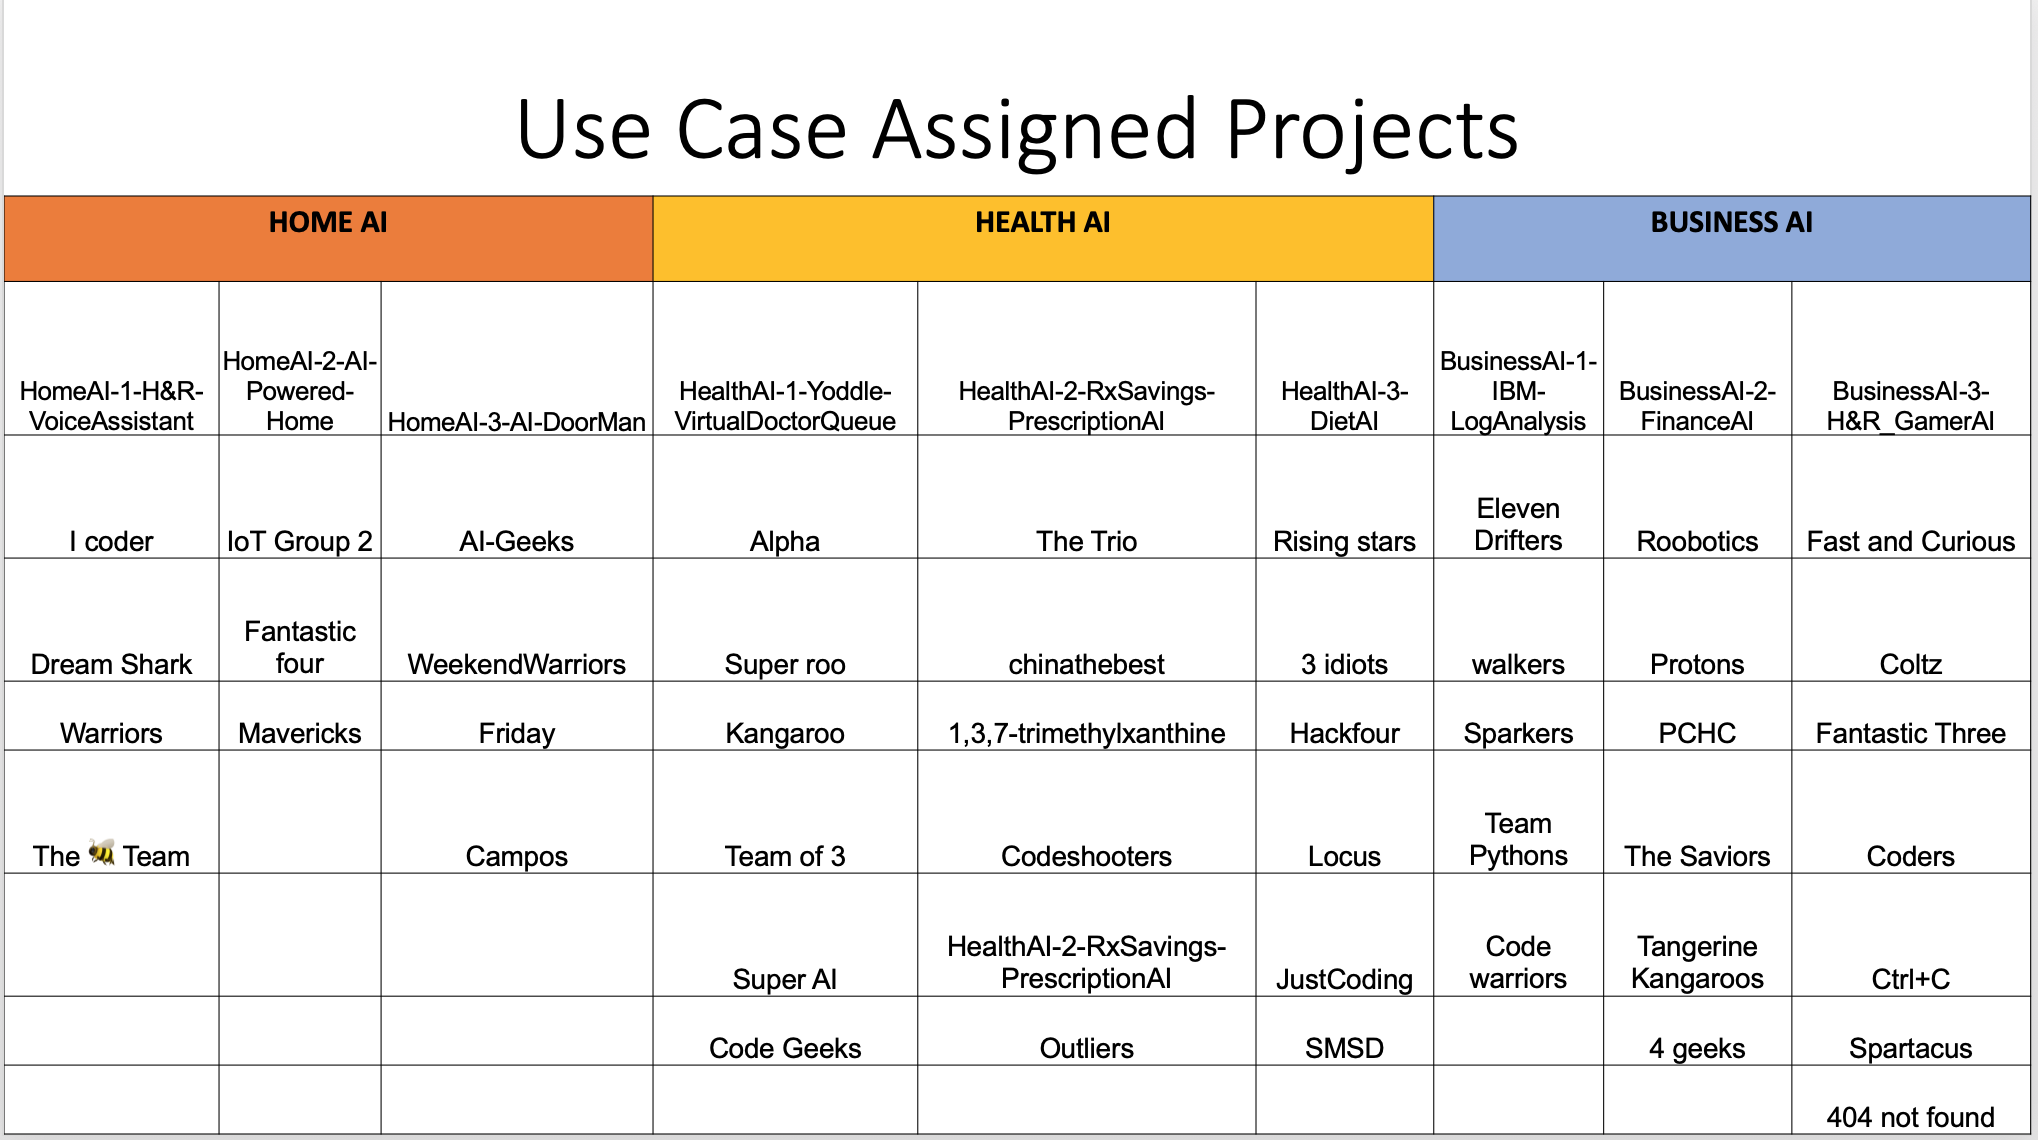 Use Case Assigned Projects
HOME AI HEALTH AI BUSINESS AI
HomeAI-1-H&R-
VoiceAssistant
HomeAI-2-AI-
Powered-
Home
HomeAI-3-AI-DoorMan
HealthAI-1-Yoddle-
VirtualDoctorQueue
HealthAI-2-RxSavings-
PrescriptionAI
HealthAI-3-
DietAI
BusinessAI-1-
IBM-
LogAnalysis
BusinessAI-2-
FinanceAI
BusinessAI-3-
H&R_GamerAI
I coder
IoT Group 2
AI-Geeks
Alpha
The Trio
Rising stars
Eleven
Drifters
Roobotics
Fast and Curious
Dream Shark
Fantastic
four
WeekendWarriors
Super roo
chinathebest
3 idiots
walkers
Protons
Coltz
Warriors
Mavericks
Friday
Kangaroo
1,3,7-trimethylxanthine
Hackfour
Sparkers
PCHC
Fantastic Three
The 🐝 Team
Campos
Team of 3
Codeshooters
Locus
Team
Pythons
The Saviors
Coders
Super AI
HealthAI-2-RxSavings-
PrescriptionAI
JustCoding
Code
warriors
Tangerine
Kangaroos
Ctrl+C
Code Geeks
Outliers
SMSD
4 geeks
Spartacus
404 not found